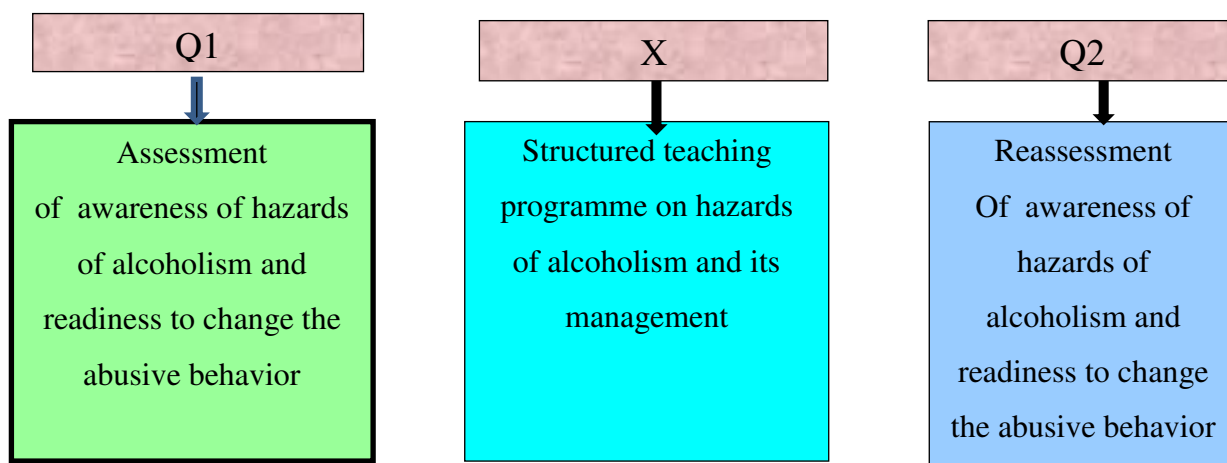 Q1
Assessment
of awareness of hazards
of alcoholism and
readiness to change the
abusive behavior
X
Structured teaching
programme on hazards
of alcoholism and its
management
Q2
Reassessment
Of awareness of
hazards of
alcoholism and
readiness to change
the abusive behavior